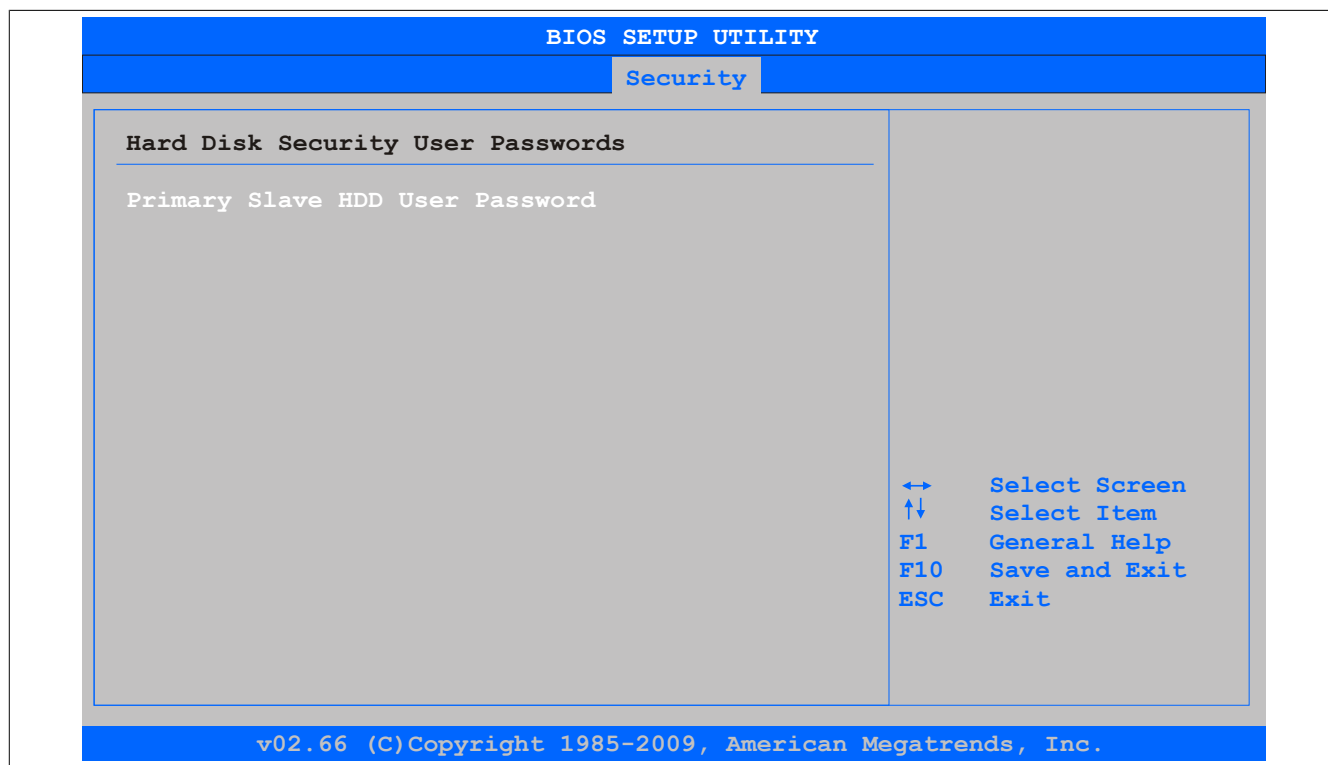 BIOS SETUP UTILITY
Security
Hard Disk Security User Passwords
Primary Slave HDD User Password
↔ Select Screen
↑↓ Select Item
F1 General Help
F10 Save and Exit
ESC Exit
v02.66 (C)Copyright 1985-2009, American Megatrends, Inc.